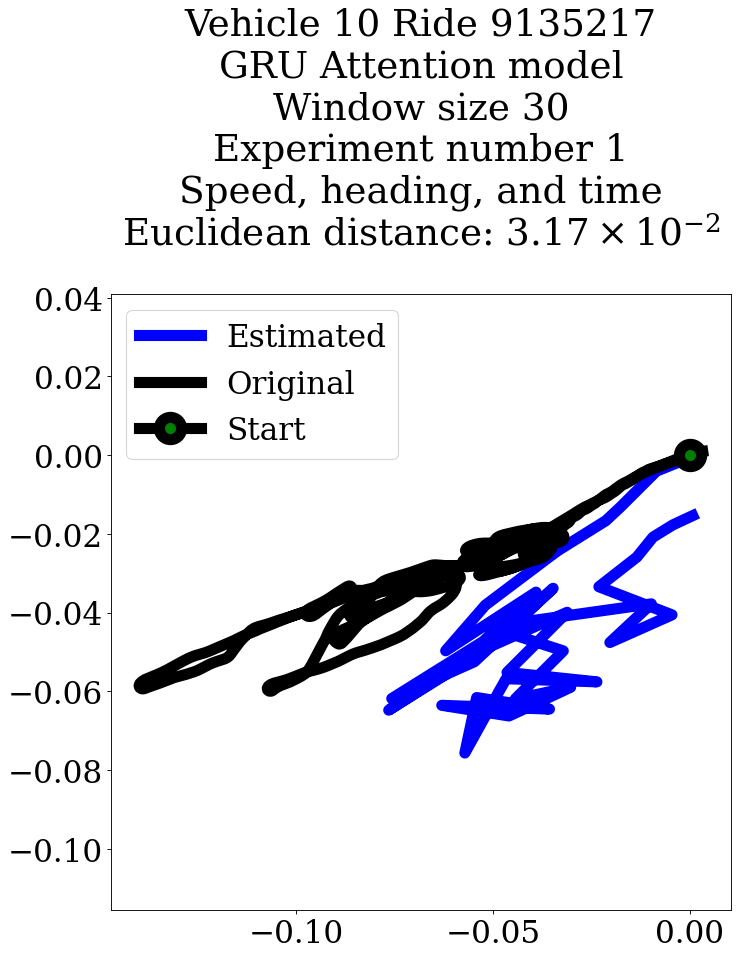 Vehicle 10 Ride 9135217
GRU Attention model
Window size 30
Experiment number 1
Speed, heading, and time
Euclidean distance: 3.17 × 10⁻²
0.04
0.02
0.00
−0.02
−0.04
−0.06
−0.08
−0.10
Estimated
Original
Start
−0.10
−0.05
0.00